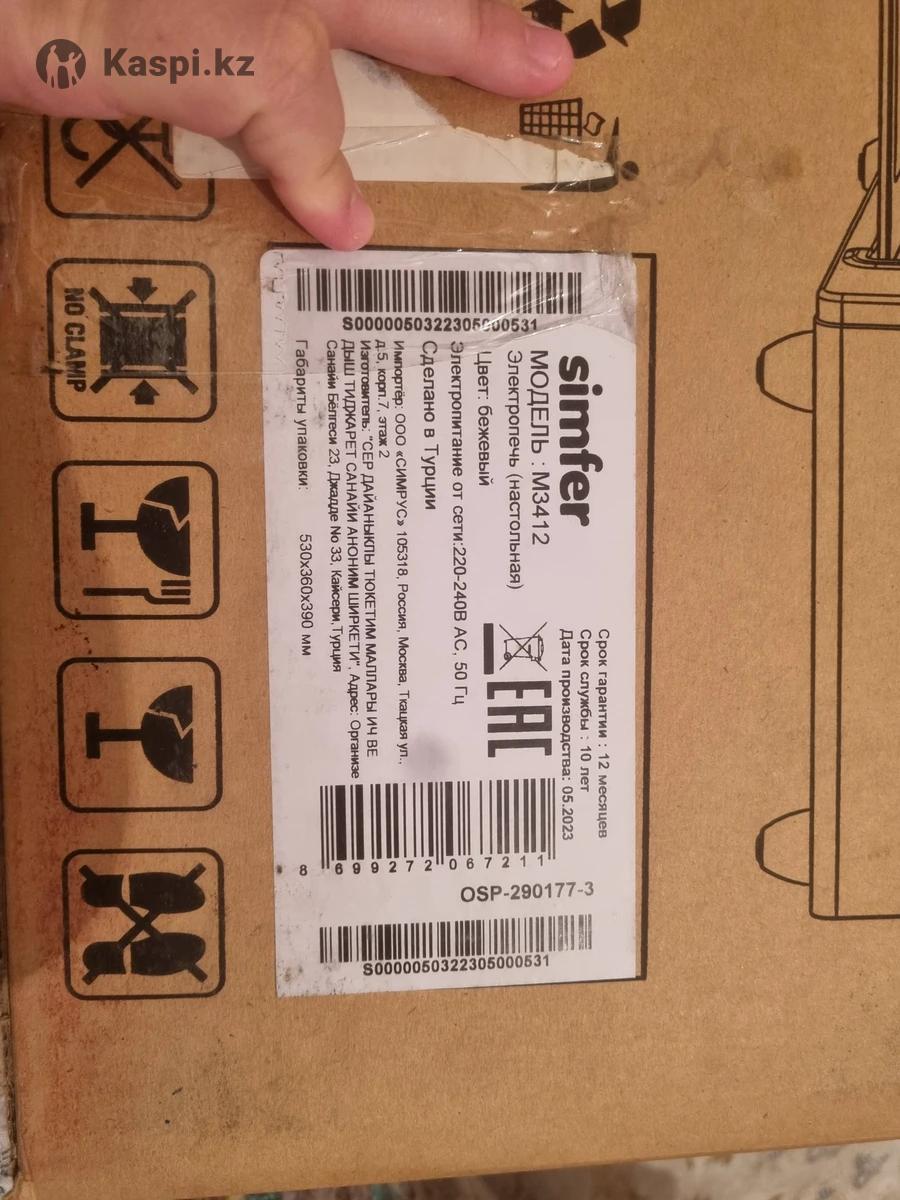 Kaspi.kz
NO CLAMP
S0000050322305000531
simfer
МОДЕЛЬ : M3412
Электропечь (настольная)
Цвет: бежевый
Электропитание от сети:220-240В AC, 50 Гц
Сделано в Турции
Импортёр: ООО «СИМРУС» 105318, Россия, Москва, Ткацкая ул.,
д-5, корп.7, этаж 2
Изготовитель: "СЕР ДАЙАНЫКЛЫ ТЮКЕТИМ МАЛЛАРЫ ИЧ ВЕ
ДЫШ ТИДЖАРЕТ САНАЙИ АНОНИМ ШИРКЕТИ", Адрес: Организе
Санайи Бёлгеси 23. Джадде No 33, Кайсери, Турция
Габариты упаковки: 530x360x390 мм
Срок гарантии : 12 месяцев
Срок службы : 10 лет
Дата производства: 05.2023
EAC
8 699272 067211
OSP-290177-3
S0000050322305000531